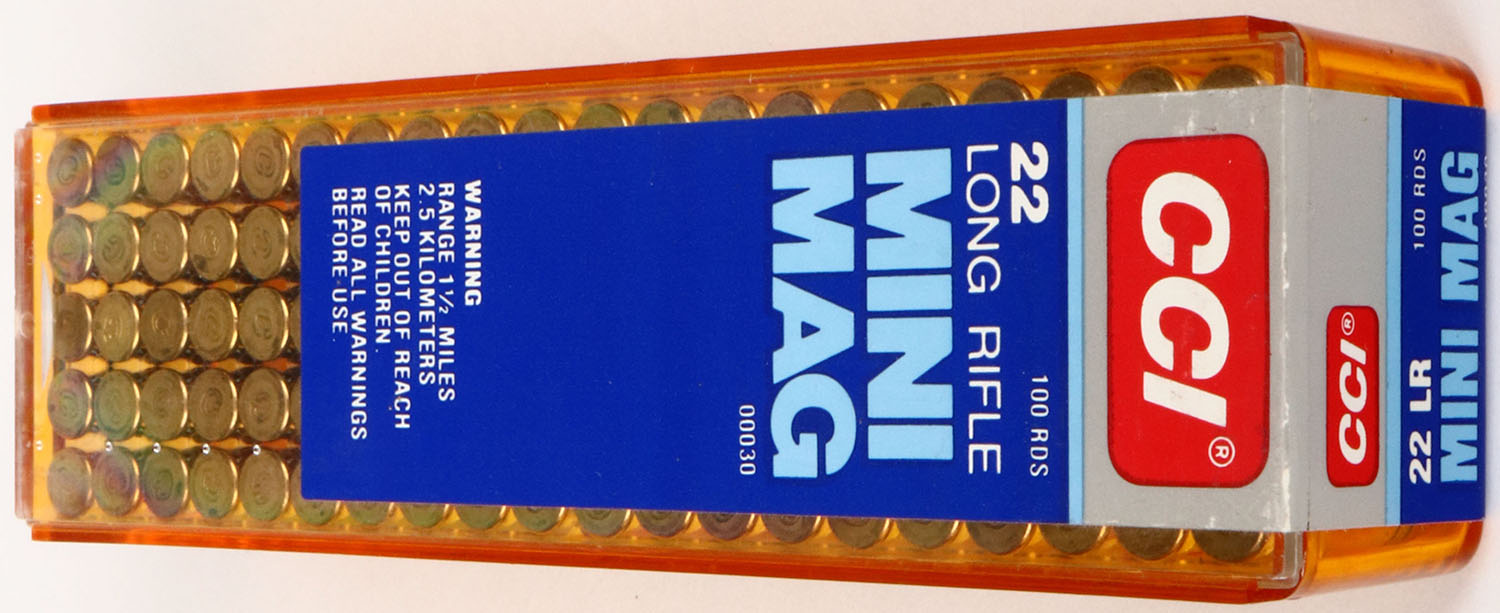 CCI®
22
100 RDS
LONG RIFLE
MINI
MAG
00030
WARNING
RANGE 1½ MILES
2.5 KILOMETERS
KEEP OUT OF REACH
OF CHILDREN.
READ ALL WARNINGS
BEFORE USE.
CCI®
22 LR
100 RDS
MINI MAG